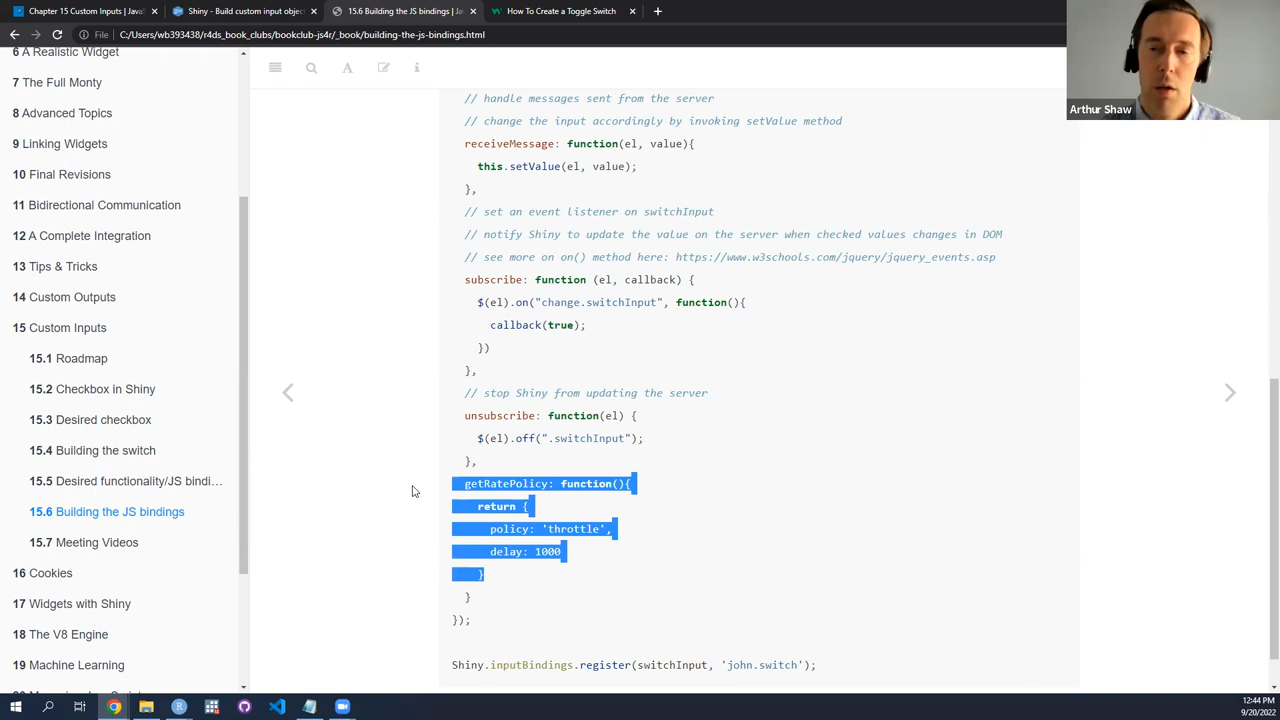 Chapter 15 Custom Inputs | Java
Shiny - Build custom input objec
15.6 Building the JS bindings | Ja
How To Create a Toggle Switch
File
C:/Users/wb393438/r4ds_book_clubs/bookclub-js4r/_book/building-the-js-bindings.html
Arthur Shaw
6 A Realistic Widget
7 The Full Monty
8 Advanced Topics
9 Linking Widgets
10 Final Revisions
11 Bidirectional Communication
12 A Complete Integration
13 Tips & Tricks
14 Custom Outputs
15 Custom Inputs
15.1 Roadmap
15.2 Checkbox in Shiny
15.3 Desired checkbox
15.4 Building the switch
15.5 Desired functionality/JS bindi...
15.6 Building the JS bindings
15.7 Meeting Videos
16 Cookies
17 Widgets with Shiny
18 The V8 Engine
19 Machine Learning
// handle messages sent from the server
// change the input accordingly by invoking setValue method
receiveMessage: function(el, value){
this.setValue(el, value);
},
// set an event listener on switchInput
// notify Shiny to update the value on the server when checked values changes in DOM
// see more on on() method here: https://www.w3schools.com/jquery/jquery_events.asp
subscribe: function (el, callback) {
$(el).on("change.switchInput", function(){
callback(true);
})
},
// stop Shiny from updating the server
unsubscribe: function(el) {
$(el).off(".switchInput");
},
getRatePolicy: function(){
return {
policy: 'throttle',
delay: 1000
}
}
});
Shiny.inputBindings.register(switchInput, 'john.switch');
12:44 PM
9/20/2022